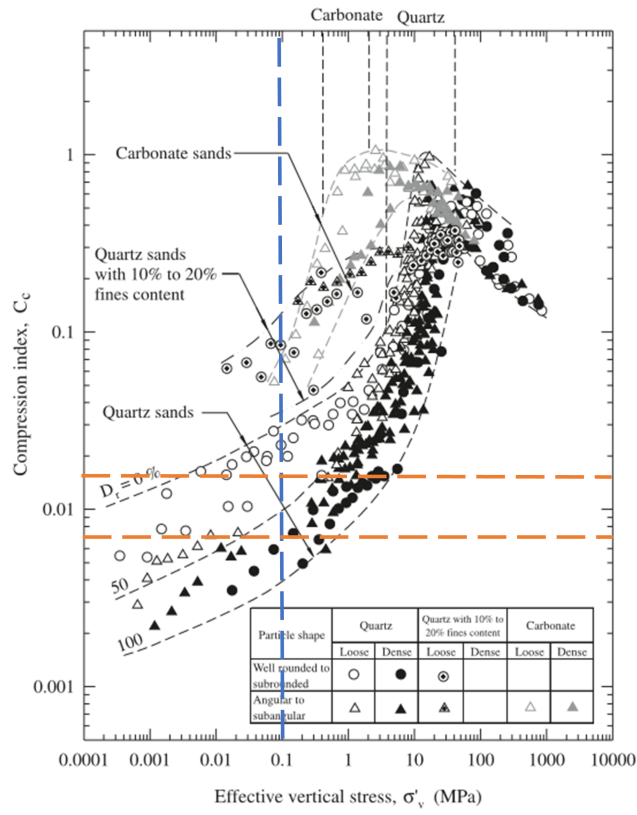 Carbonate Quartz
1
0.1
0.01
0.001
Compression index, C_c
Carbonate sands
Quartz sands
with 10% to 20%
fines content
Quartz sands
D_r = 0 %
50
100
Particle shape
Quartz
Quartz with 10% to
20% fines content
Carbonate
Loose Dense Loose Dense Loose Dense
Well rounded to
subrounded
Angular to
subangular
0.0001 0.001 0.01 0.1 1 10 100 1000 10000
Effective vertical stress, σ'_v (MPa)